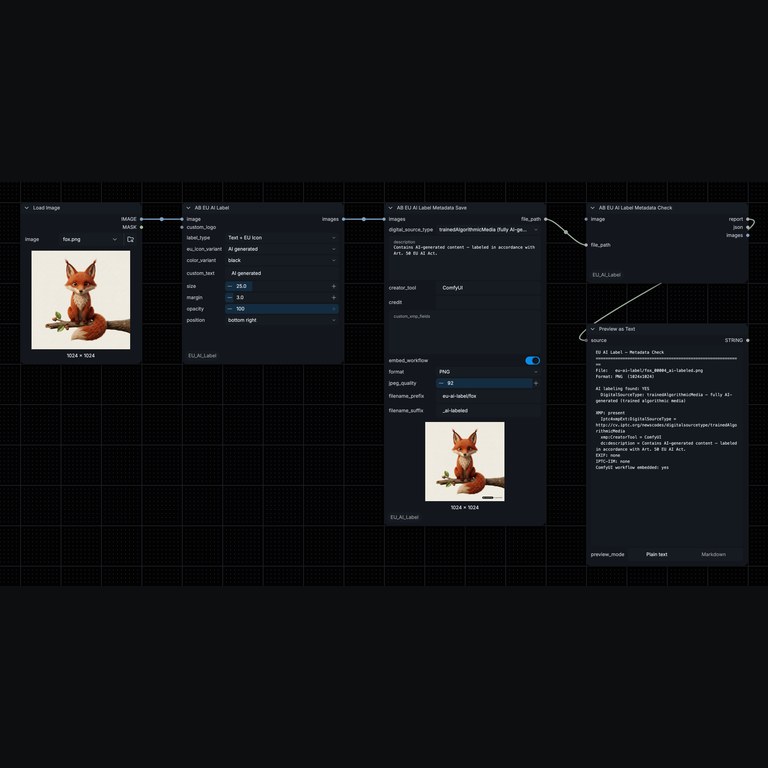 Load Image
IMAGE
MASK
image
fox.png
1024 × 1024
AB EU AI Label
image
images
custom_logo
label_type
Text + EU Icon
eu_icon_variant
AI generated
color_variant
black
custom_text
AI generated
size
25.0
margin
3.0
opacity
100
position
bottom right
EU_AI_Label
AB EU AI Label Metadata Save
images
file_path
digital_source_type
trainedAlgorithmicMedia (fully AI-ge...
description
Contains AI-generated content — labeled in accordance with
Art. 50 EU AI Act.
creator_tool
ComfyUI
credit
custom_xmp_fields
embed_workflow
format
PNG
jpeg_quality
92
filename_prefix
eu-ai-label/fox
filename_suffix
_ai-labeled
1024 × 1024
EU_AI_Label
AB EU AI Label Metadata Check
image
report
json
images
file_path
EU_AI_Label
Preview as Text
source
STRING
EU AI Label — Metadata Check
==
File: eu-ai-label/fox_00004_ai-labeled.png
Format: PNG (1024x1024)
AI labeling found: YES
DigitalSourceType: trainedAlgorithmicMedia — fully AI-
generated (trained algorithmic media)
XMP: present
Iptc4xmpExt:DigitalSourceType =
http://cv.iptc.org/newscodes/digitalsourcetype/trainedAlgo
rithmicMedia
xmp:CreatorTool = ComfyUI
dc:description = Contains AI-generated content — labeled
in accordance with Art. 50 EU AI Act.
EXIF: none
IPTC-IIM: none
ComfyUI workflow embedded: yes
preview_mode
Plain text
Markdown